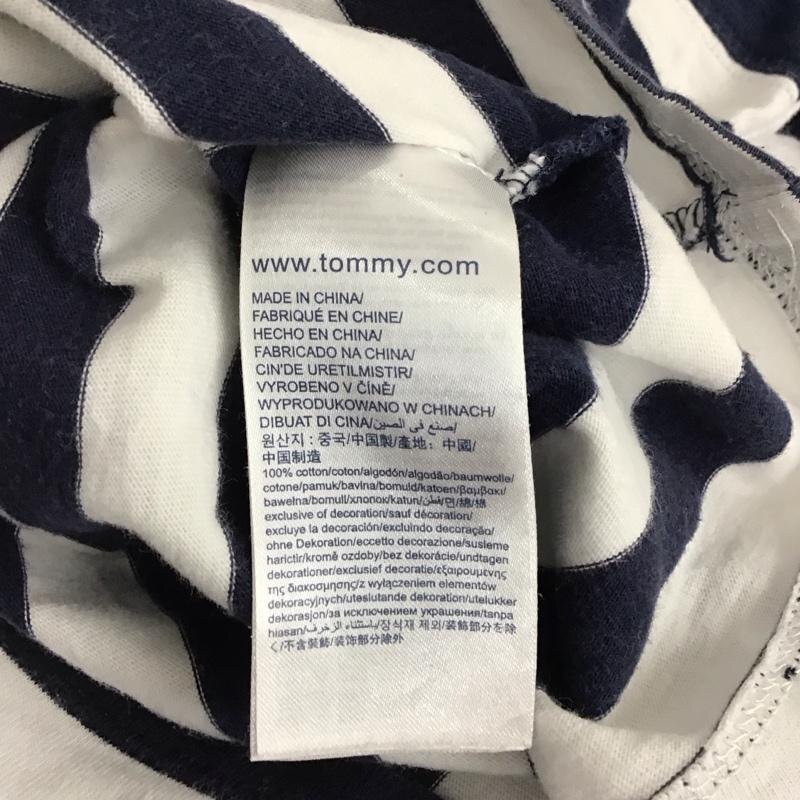 www.tommy.com
MADE IN CHINA/
FABRIQUÉ EN CHINE/
HECHO EN CHINA/
FABRICADO NA CHINA/
CIN'DE URETILMISTIR/
VYROBENO V ČÍNĚ/
WYPRODUKOWANO W CHINACH/
DIBUAT DI CINA/صنع في الصين/
원산지 : 중국/中国製/產地：中國/
中国制造
100% cotton/coton/algodón/algodão/baumwolle/
cotone/pamuk/bavlna/bomuld/katoen/βαμβακι/
bawełna/bomull/хлопок/katun/قطن/면/綿/棉
exclusive of decoration/sauf décoration/
excluye la decoración/excluindo decoração/
ohne Dekoration/eccetto decorazione/susleme
harictir/kromě ozdoby/bez dekorácie/undtagen
dekorationer/exclusief decoratie/εξαιρουμενης
της διακοσμησης/z wyłączeniem elementów
dekoracyjnych/uteslutande dekoration/utelukker
dekorasjon/за исключением украшения/tanpa
hiasan/باستثناء الزخرف/장식재 제외/装飾部分を除
く/不含裝飾/装饰部分除外